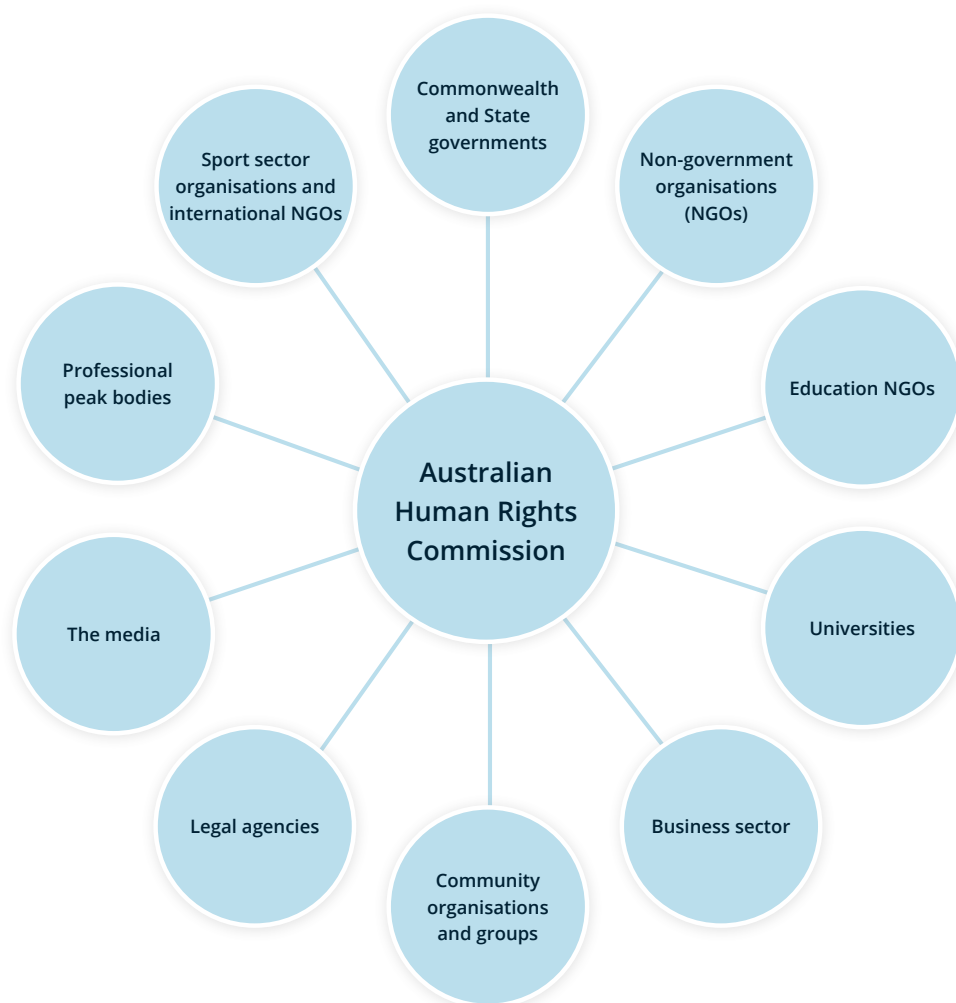 Commonwealth
and State
governments
Non-government
organisations
(NGOs)
Education NGOs
Universities
Business sector
Community
organisations
and groups
Legal agencies
The media
Professional
peak bodies
Sport sector
organisations and
international NGOs
Australian
Human Rights
Commission